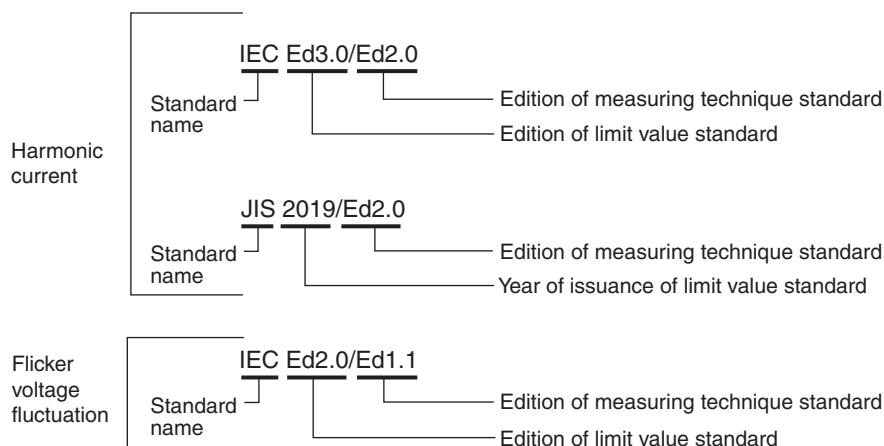 IEC Ed3.0/Ed2.0
Standard
name
Edition of measuring technique standard
Edition of limit value standard
Harmonic
current
JIS 2019/Ed2.0
Standard
name
Edition of measuring technique standard
Year of issuance of limit value standard
Flicker
voltage
fluctuation
IEC Ed2.0/Ed1.1
Standard
name
Edition of measuring technique standard
Edition of limit value standard